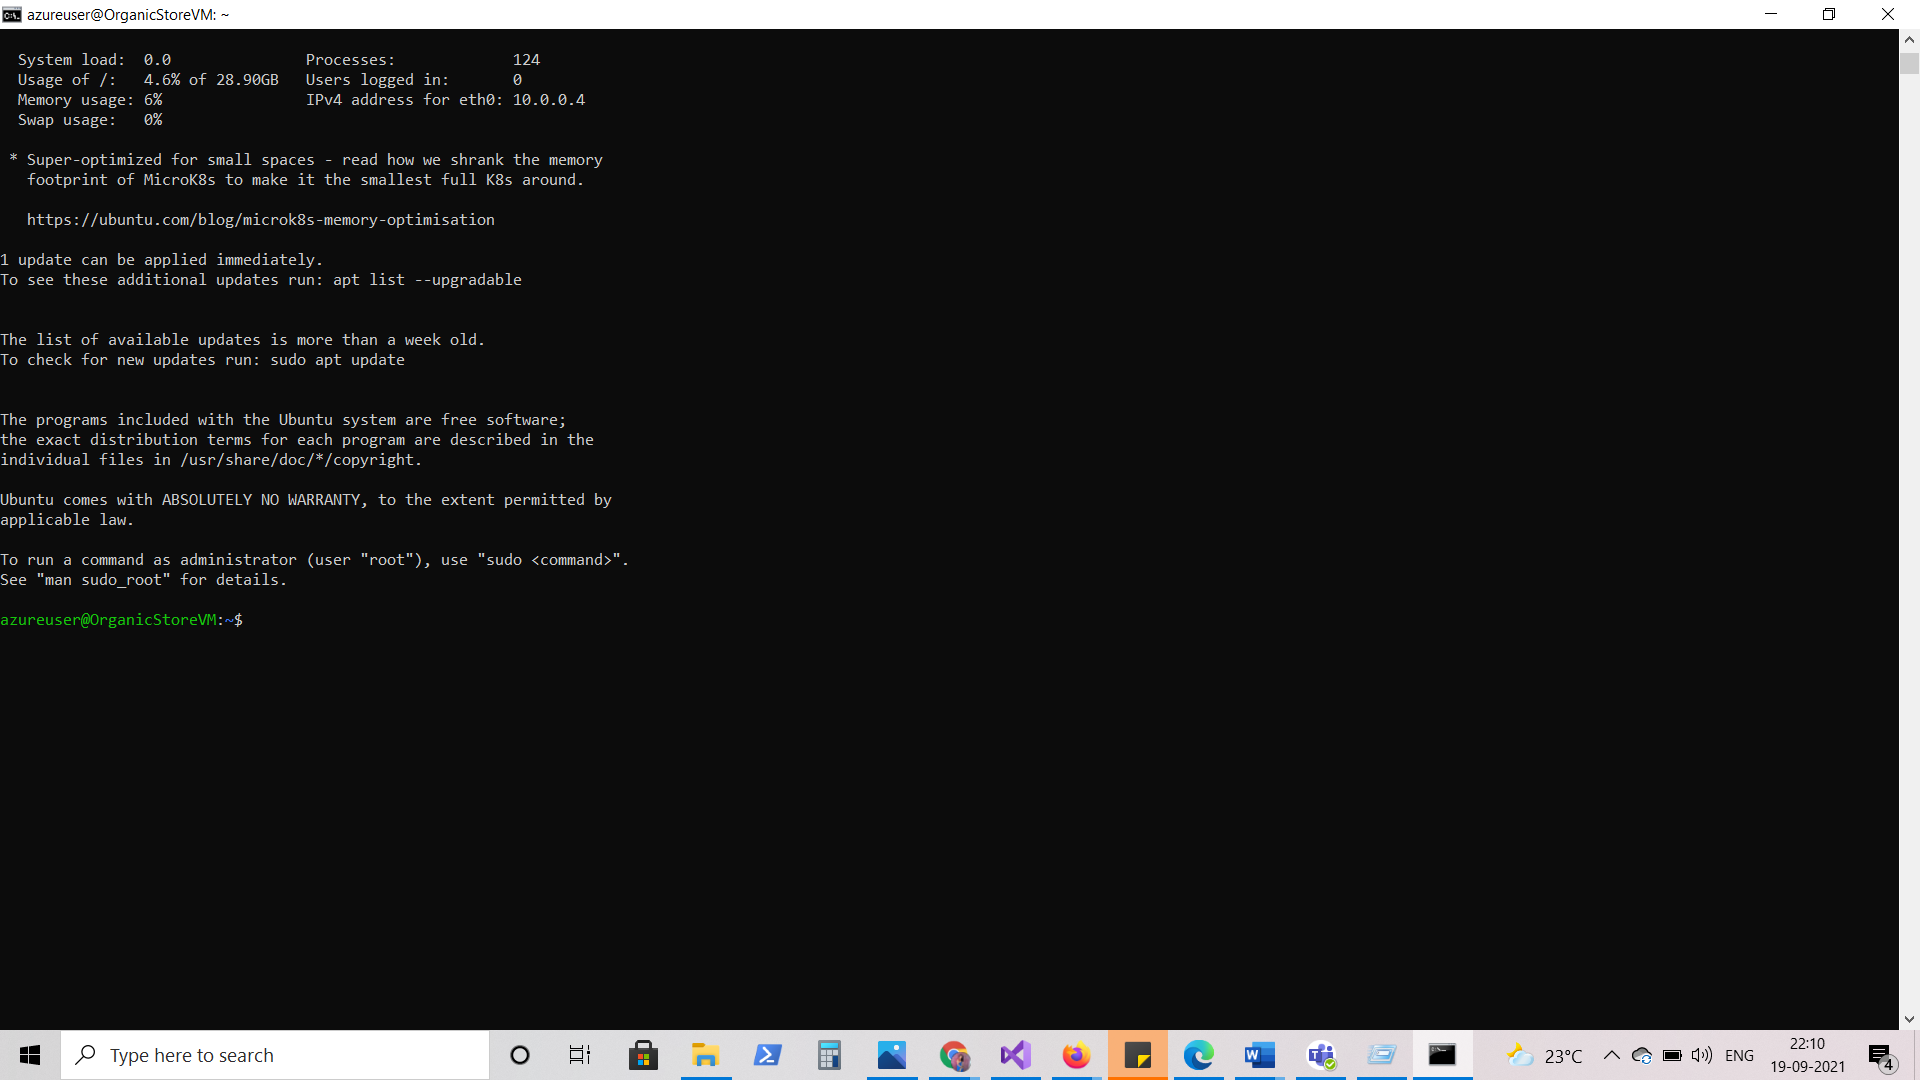 azureuser@OrganicStoreVM: ~
System load:  0.0               Processes:             124
Usage of /:   4.6% of 28.90GB   Users logged in:       0
Memory usage: 6%                IPv4 address for eth0: 10.0.0.4
Swap usage:   0%
* Super-optimized for small spaces - read how we shrank the memory
footprint of MicroK8s to make it the smallest full K8s around.
https://ubuntu.com/blog/microk8s-memory-optimisation
1 update can be applied immediately.
To see these additional updates run: apt list --upgradable
The list of available updates is more than a week old.
To check for new updates run: sudo apt update
The programs included with the Ubuntu system are free software;
the exact distribution terms for each program are described in the
individual files in /usr/share/doc/*/copyright.
Ubuntu comes with ABSOLUTELY NO WARRANTY, to the extent permitted by
applicable law.
To run a command as administrator (user "root"), use "sudo <command>".
See "man sudo_root" for details.
azureuser@OrganicStoreVM:~$
Type here to search
23°C
ENG
22:10
19-09-2021
4